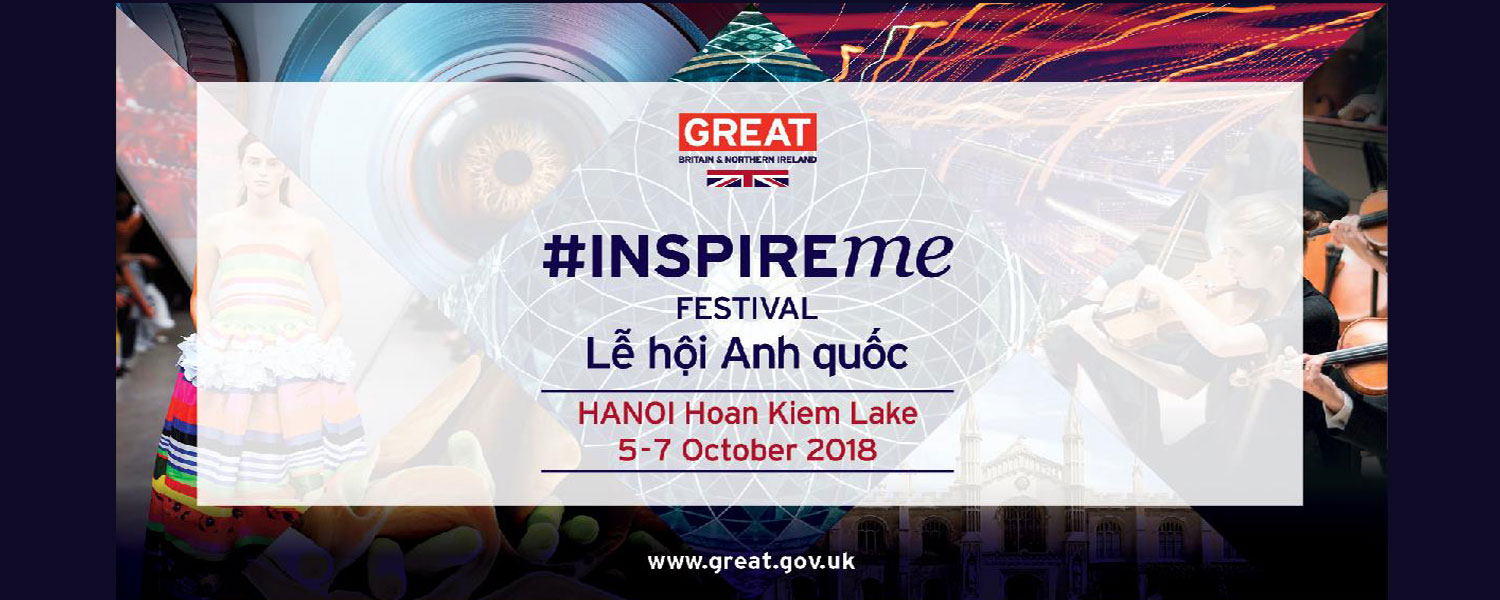 GREAT
BRITAIN & NORTHERN IRELAND
#INSPIREme
FESTIVAL
Lễ hội Anh quốc
HANOI Hoan Kiem Lake
5-7 October 2018
www.great.gov.uk